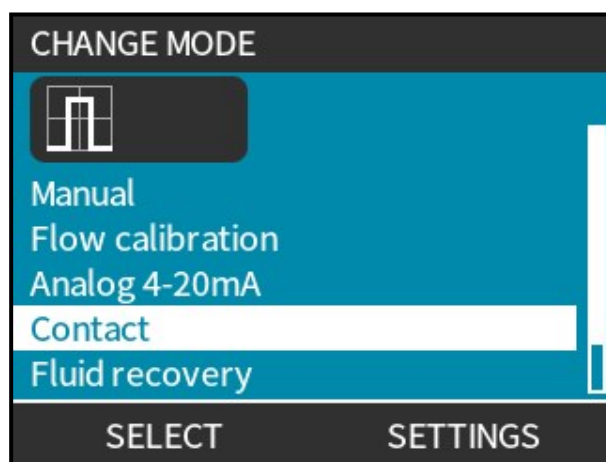 CHANGE MODE
Manual
Flow calibration
Analog 4-20mA
Contact
Fluid recovery
SELECT SETTINGS